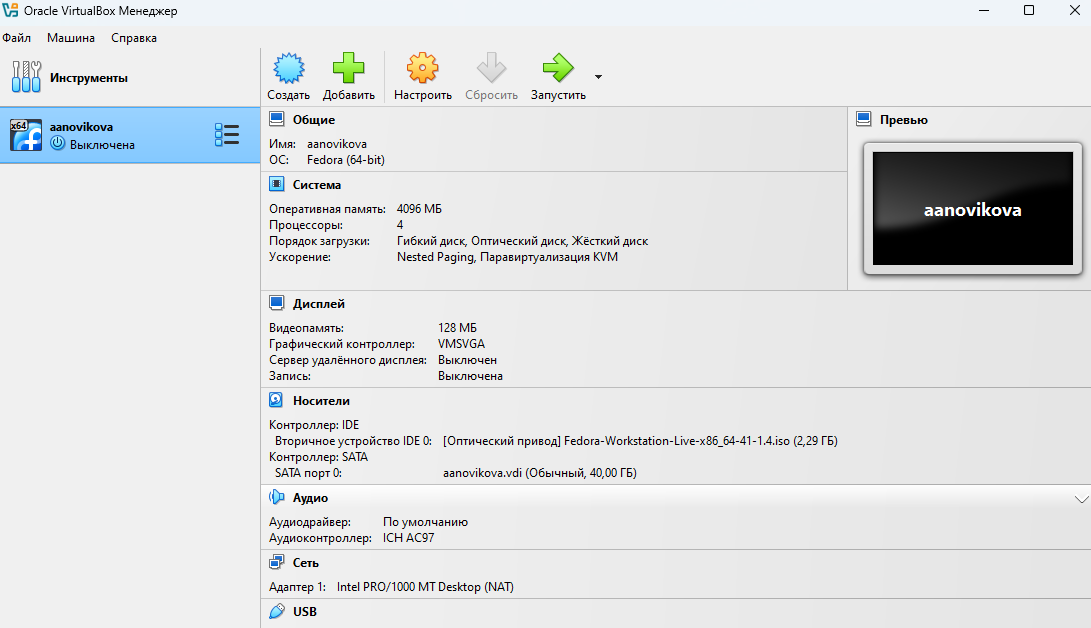 Oracle VirtualBox Менеджер
Файл Машина Справка
Инструменты
Создать Добавить Настроить Сбросить Запустить
x64
aanovikova
Выключена
Общие
Имя: aanovikova
ОС: Fedora (64-bit)
Превью
aanovikova
Система
Оперативная память: 4096 МБ
Процессоры: 4
Порядок загрузки: Гибкий диск, Оптический диск, Жёсткий диск
Ускорение: Nested Paging, Паравиртуализация KVM
Дисплей
Видеопамять: 128 МБ
Графический контроллер: VMSVGA
Сервер удалённого дисплея: Выключен
Запись: Выключена
Носители
Контроллер: IDE
Вторичное устройство IDE 0: [Оптический привод] Fedora-Workstation-Live-x86_64-41-1.4.iso (2,29 ГБ)
Контроллер: SATA
SATA порт 0: aanovikova.vdi (Обычный, 40,00 ГБ)
Аудио
Аудиодрайвер: По умолчанию
Аудиоконтроллер: ICH AC97
Сеть
Адаптер 1: Intel PRO/1000 MT Desktop (NAT)
USB